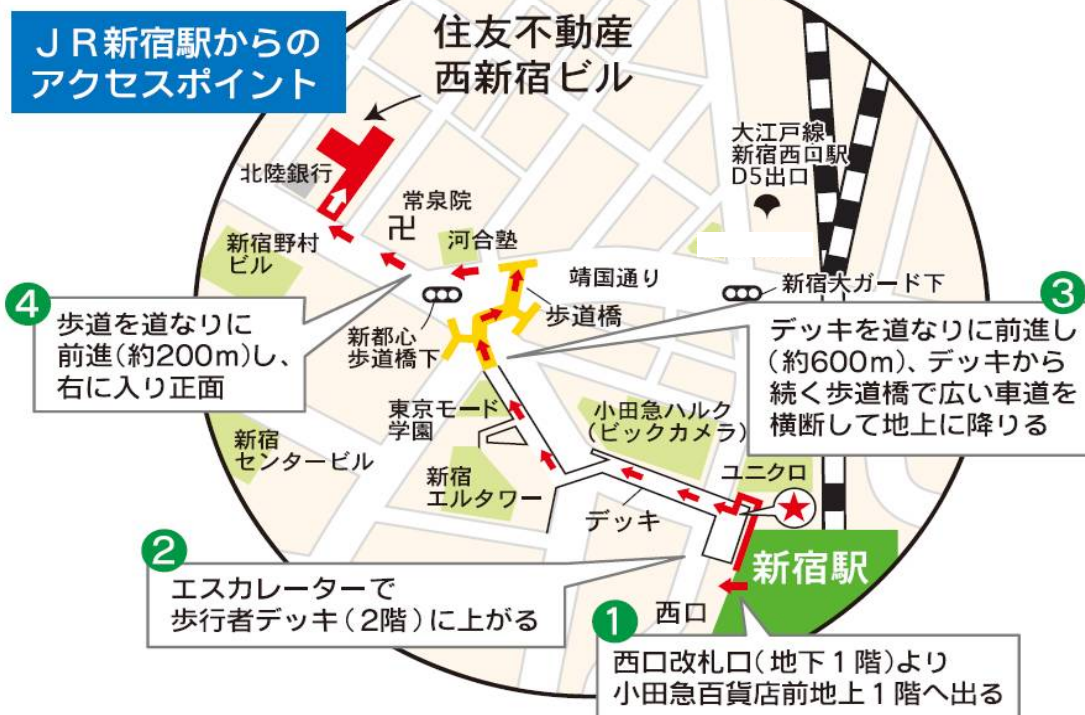 JR新宿駅からの
アクセスポイント
住友不動産
西新宿ビル
大江戸線
新宿西口駅
D5出口
北陸銀行
常泉院
河合塾
新宿野村
ビル
靖国通り
新宿大ガード下
歩道橋
新都心
歩道橋下
4
歩道を道なりに
前進(約200m)し、
右に入り正面
3
デッキを道なりに前進し
(約600m)、デッキから
続く歩道橋で広い車道を
横断して地上に降りる
東京モード
学園
小田急ハルク
(ビックカメラ)
新宿
センタービル
新宿
エルタワー
ユニクロ
デッキ
新宿駅
2
エスカレーターで
歩行者デッキ(2階)に上がる
西口
1
西口改札口(地下1階)より
小田急百貨店前地上1階へ出る